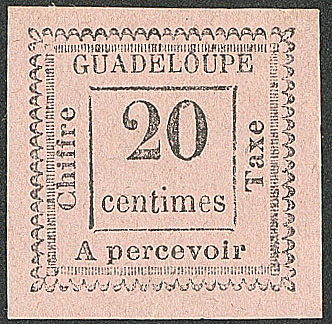 GUADELOUPE
Chiffre
20
centimes
Taxe
A percevoir